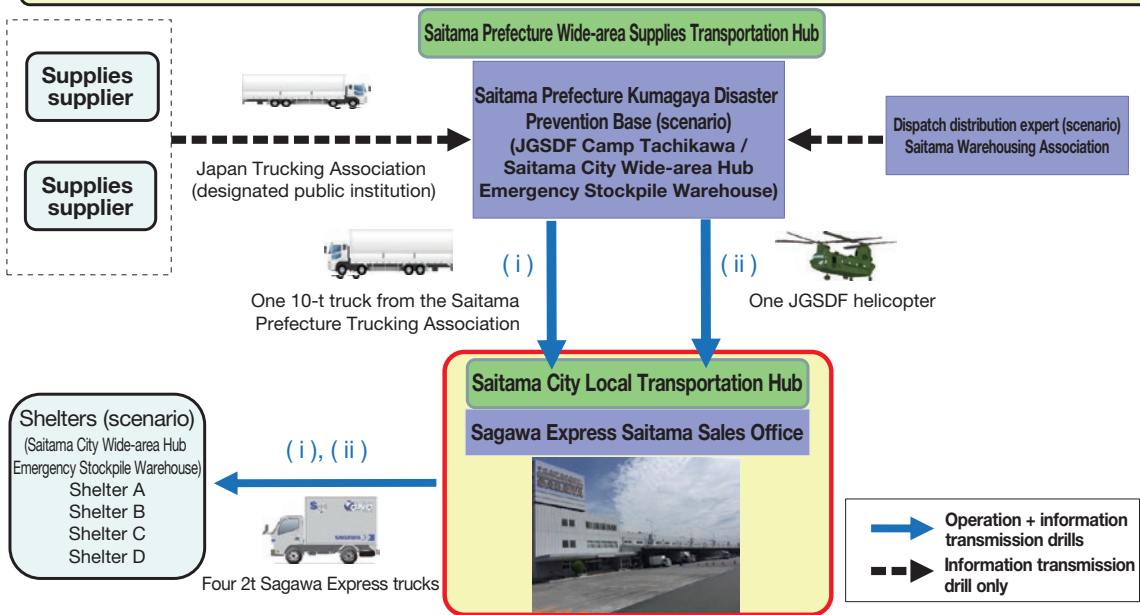 Saitama Prefecture Wide-area Supplies Transportation Hub
Supplies
supplier
Supplies
supplier
Japan Trucking Association
(designated public institution)
Saitama Prefecture Kumagaya Disaster
Prevention Base (scenario)
(JGSDF Camp Tachikawa /
Saitama City Wide-area Hub
Emergency Stockpile Warehouse)
Dispatch distribution expert (scenario)
Saitama Warehousing Association
( i )
( ii )
One 10-t truck from the Saitama
Prefecture Trucking Association
One JGSDF helicopter
Saitama City Local Transportation Hub
Sagawa Express Saitama Sales Office
Shelters (scenario)
(Saitama City Wide-area Hub
Emergency Stockpile Warehouse)
Shelter A
Shelter B
Shelter C
Shelter D
( i ), ( ii )
Four 2t Sagawa Express trucks
Operation + information
transmission drills
Information transmission
drill only